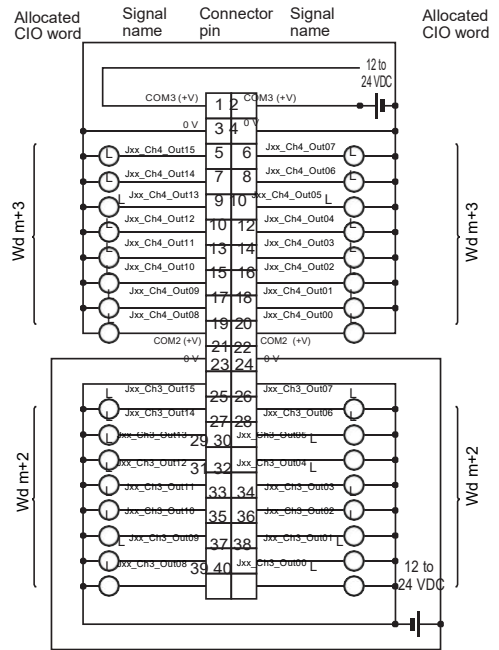 Allocated CIO word Signal name Connector pin Signal name Allocated CIO word
12 to 24 VDC
COM3 (+V) 1 2 COM3 (+V)
0 V 3 4 0 V
Jxx_Ch4_Out15 5 6 Jxx_Ch4_Out07
L L
Jxx_Ch4_Out14 7 8 Jxx_Ch4_Out06
L L
Jxx_Ch4_Out13 9 10 Jxx_Ch4_Out05
L L
Jxx_Ch4_Out12 10 12 Jxx_Ch4_Out04
L L
Jxx_Ch4_Out11 13 14 Jxx_Ch4_Out03
L L
Jxx_Ch4_Out10 15 16 Jxx_Ch4_Out02
L L
Jxx_Ch4_Out09 17 18 Jxx_Ch4_Out01
L L
Jxx_Ch4_Out08 19 20 Jxx_Ch4_Out00
L L
Wd m+3 Wd m+3
COM2 (+V) 21 22 COM2 (+V)
0 V 23 24 0 V
Jxx_Ch3_Out15 25 26 Jxx_Ch3_Out07
L L
Jxx_Ch3_Out14 27 28 Jxx_Ch3_Out06
L L
Jxx_Ch3_Out13 29 30 Jxx_Ch3_Out05
L L
Jxx_Ch3_Out12 31 32 Jxx_Ch3_Out04
L L
Jxx_Ch3_Out11 33 34 Jxx_Ch3_Out03
L L
Jxx_Ch3_Out10 35 36 Jxx_Ch3_Out02
L L
Jxx_Ch3_Out09 37 38 Jxx_Ch3_Out01
L L
Jxx_Ch3_Out08 39 40 Jxx_Ch3_Out00
L L
Wd m+2 Wd m+2
12 to 24 VDC